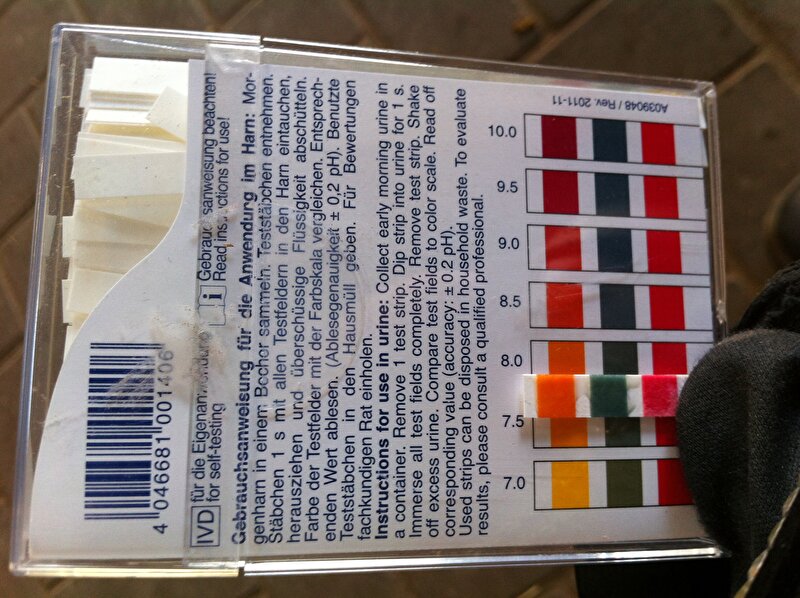 4 046681 001406
IVD für die Eigenanwendung
for self-testing
i Gebrauchsanweisung beachten!
Read instructions for use!
Gebrauchsanweisung für die Anwendung im Harn: Mor-
genharn in einem Becher sammeln. Teststäbchen entnehmen.
Stäbchen 1 s mit allen Testfeldern in den Harn eintauchen,
herausziehen und überschüssige Flüssigkeit abschütteln.
Farbe der Testfelder mit der Farbskala vergleichen. Entsprech-
enden Wert ablesen. (Ablesegenauigkeit ± 0,2 pH). Benutzte
Teststäbchen in den Hausmüll geben. Für Bewertungen
fachkundigen Rat einholen.
Instructions for use in urine: Collect early morning urine in
a container. Remove 1 test strip. Dip strip into urine for 1 s.
Immerse all test fields completely. Remove test strip. Shake
off excess urine. Compare test fields to color scale. Read off
corresponding value (accuracy: ± 0.2 pH).
Used strips can be disposed in household waste. To evaluate
results, please consult a qualified professional.
A039048 / Rev. 2011-11
10.0
9.5
9.0
8.5
8.0
7.5
7.0